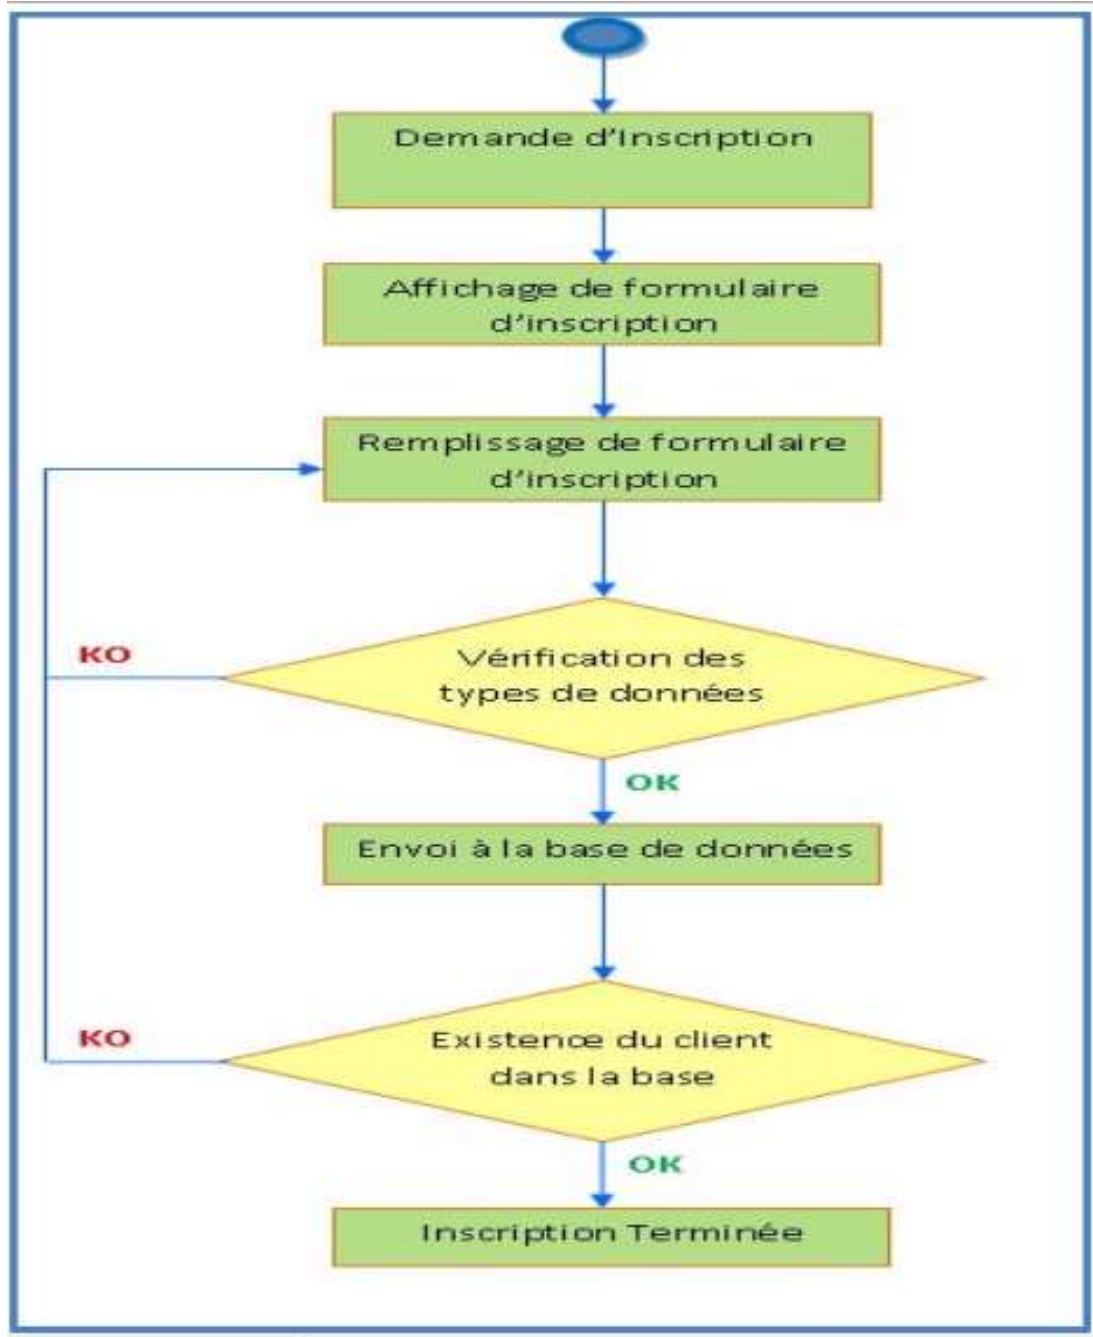 Demande d'Inscription
Affichage de formulaire
d'inscription
Remplissage de formulaire
d'inscription
KO
Vérification des
types de données
OK
Envoi à la base de données
KO
Existence du client
dans la base
OK
Inscription Terminée